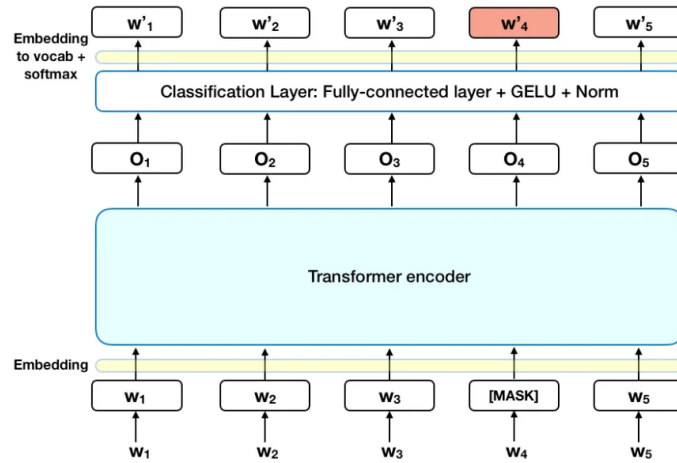 Embedding to vocab + softmax
w'₁ w'₂ w'₃ w'₄ w'₅
Classification Layer: Fully-connected layer + GELU + Norm
O₁ O₂ O₃ O₄ O₅
Transformer encoder
Embedding
w₁ w₂ w₃ [MASK] w₅
w₁ w₂ w₃ w₄ w₅